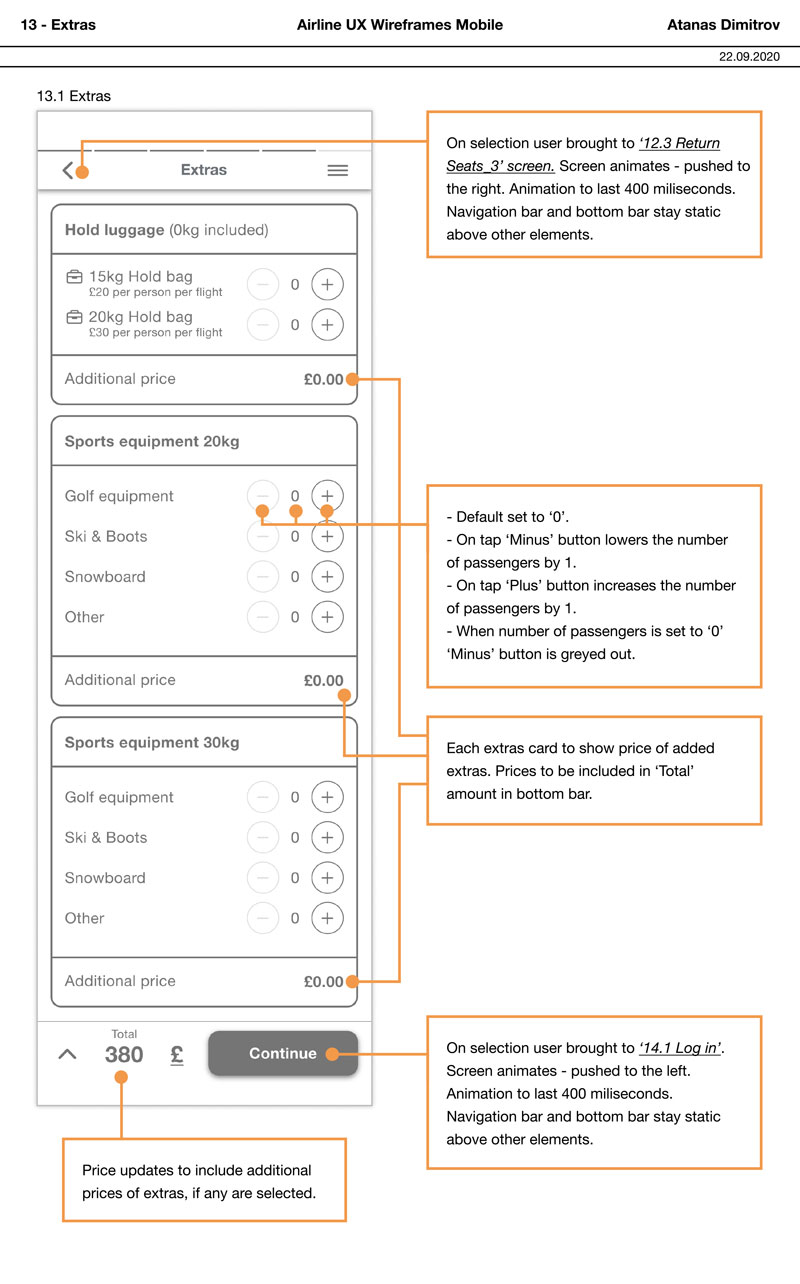 13 - Extras
Airline UX Wireframes Mobile
Atanas Dimitrov
22.09.2020
13.1 Extras
Extras
Hold luggage (0kg included)
15kg Hold bag
£20 per person per flight
0
20kg Hold bag
£30 per person per flight
0
Additional price £0.00
Sports equipment 20kg
Golf equipment − 0 +
Ski & Boots − 0 +
Snowboard − 0 +
Other − 0 +
Additional price £0.00
Sports equipment 30kg
Golf equipment − 0 +
Ski & Boots − 0 +
Snowboard − 0 +
Other − 0 +
Additional price £0.00
Total
380 £
Continue
On selection user brought to ‘12.3 Return
Seats_3’ screen. Screen animates - pushed to
the right. Animation to last 400 miliseconds.
Navigation bar and bottom bar stay static
above other elements.
- Default set to ‘0’.
- On tap ‘Minus’ button lowers the number
of passengers by 1.
- On tap ‘Plus’ button increases the number
of passengers by 1.
- When number of passengers is set to ‘0’
‘Minus’ button is greyed out.
Each extras card to show price of added
extras. Prices to be included in ‘Total’
amount in bottom bar.
On selection user brought to ‘14.1 Log in’.
Screen animates - pushed to the left.
Animation to last 400 miliseconds.
Navigation bar and bottom bar stay static
above other elements.
Price updates to include additional
prices of extras, if any are selected.